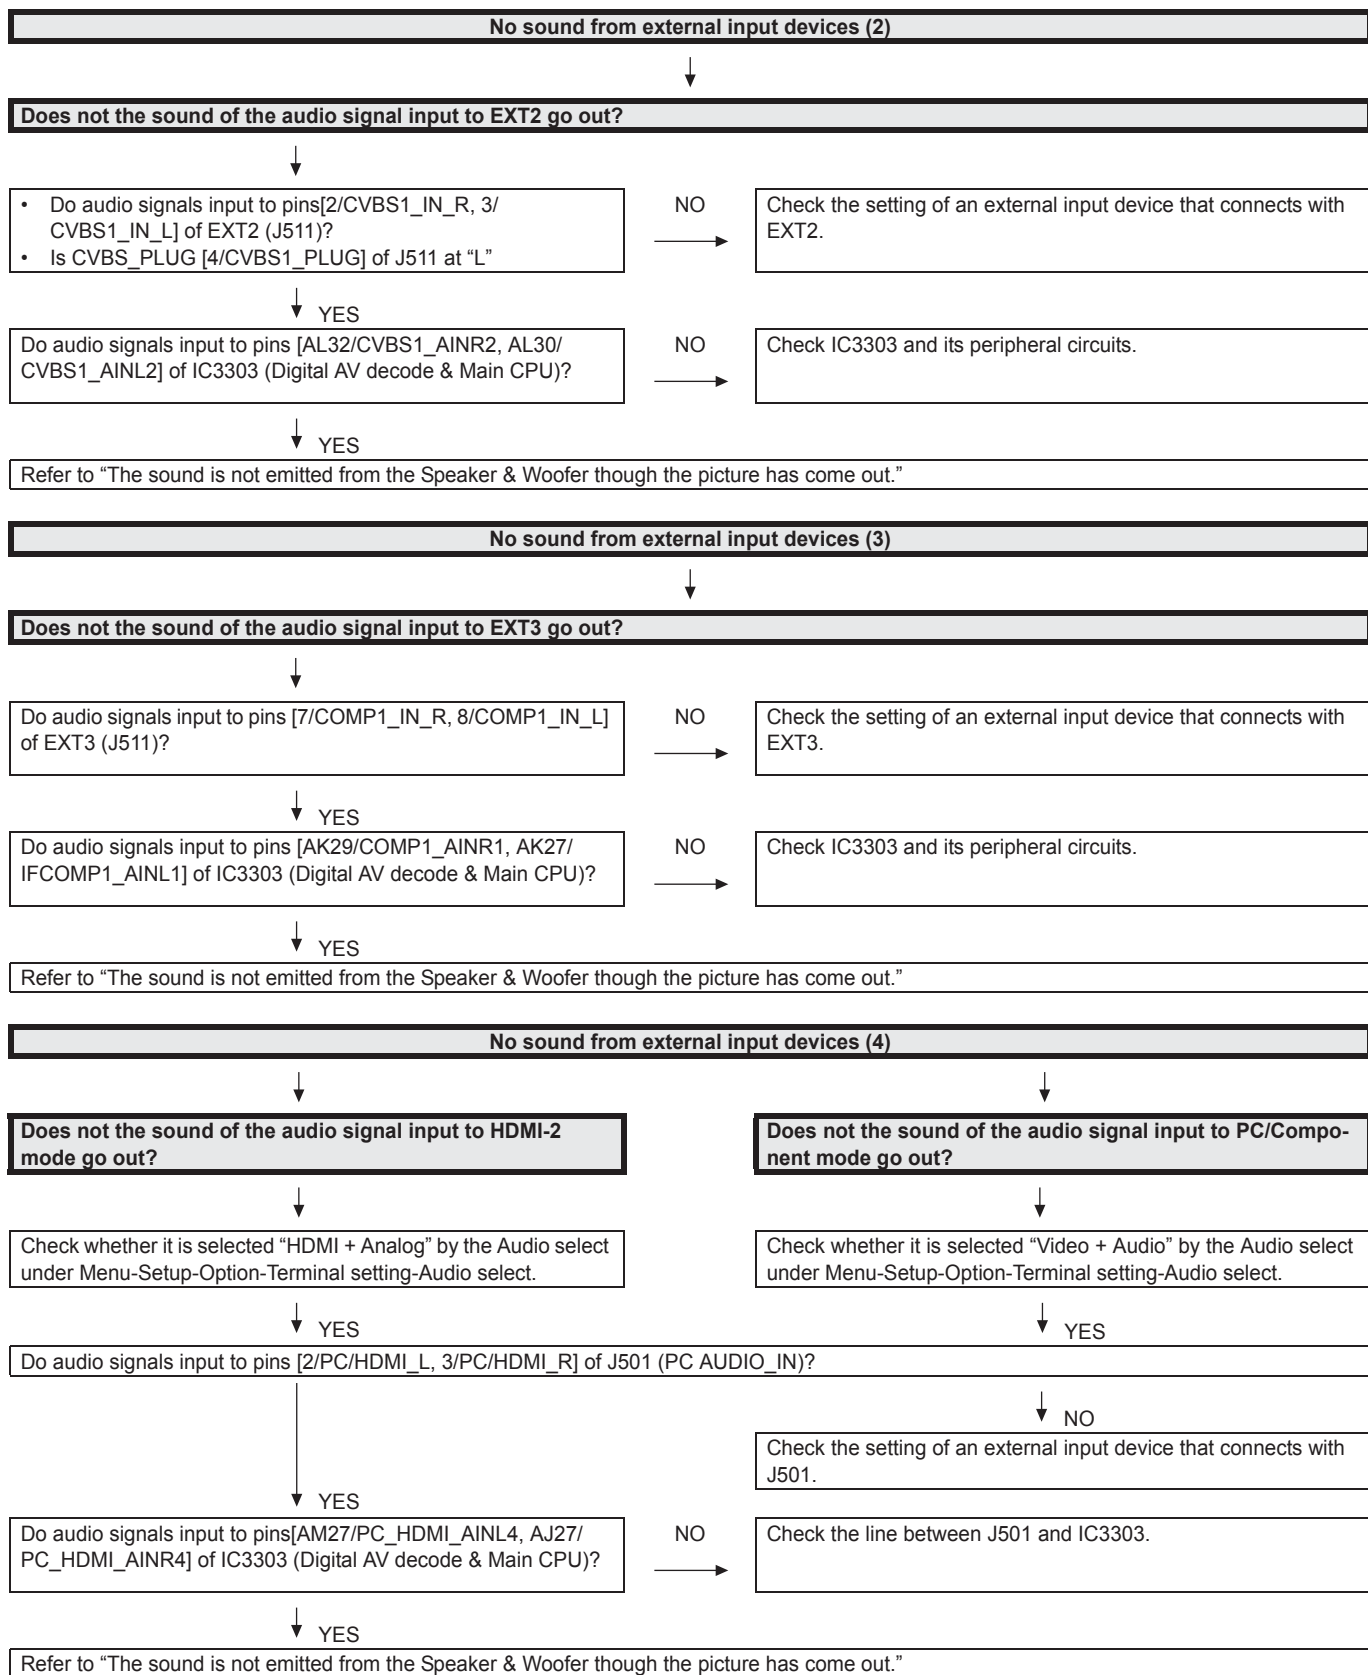 No sound from external input devices (2)
Does not the sound of the audio signal input to EXT2 go out?
• Do audio signals input to pins[2/CVBS1_IN_R, 3/
CVBS1_IN_L] of EXT2 (J511)?
• Is CVBS_PLUG [4/CVBS1_PLUG] of J511 at “L”
NO
Check the setting of an external input device that connects with
EXT2.
YES
Do audio signals input to pins [AL32/CVBS1_AINR2, AL30/
CVBS1_AINL2] of IC3303 (Digital AV decode & Main CPU)?
NO
Check IC3303 and its peripheral circuits.
YES
Refer to “The sound is not emitted from the Speaker & Woofer though the picture has come out.”
No sound from external input devices (3)
Does not the sound of the audio signal input to EXT3 go out?
Do audio signals input to pins [7/COMP1_IN_R, 8/COMP1_IN_L]
of EXT3 (J511)?
NO
Check the setting of an external input device that connects with
EXT3.
YES
Do audio signals input to pins [AK29/COMP1_AINR1, AK27/
IFCOMP1_AINL1] of IC3303 (Digital AV decode & Main CPU)?
NO
Check IC3303 and its peripheral circuits.
YES
Refer to “The sound is not emitted from the Speaker & Woofer though the picture has come out.”
No sound from external input devices (4)
Does not the sound of the audio signal input to HDMI-2
mode go out?
Does not the sound of the audio signal input to PC/Compo-
nent mode go out?
Check whether it is selected “HDMI + Analog” by the Audio select
under Menu-Setup-Option-Terminal setting-Audio select.
Check whether it is selected “Video + Audio” by the Audio select
under Menu-Setup-Option-Terminal setting-Audio select.
YES
YES
Do audio signals input to pins [2/PC/HDMI_L, 3/PC/HDMI_R] of J501 (PC AUDIO_IN)?
NO
Check the setting of an external input device that connects with
J501.
YES
Do audio signals input to pins[AM27/PC_HDMI_AINL4, AJ27/
PC_HDMI_AINR4] of IC3303 (Digital AV decode & Main CPU)?
NO
Check the line between J501 and IC3303.
YES
Refer to “The sound is not emitted from the Speaker & Woofer though the picture has come out.”